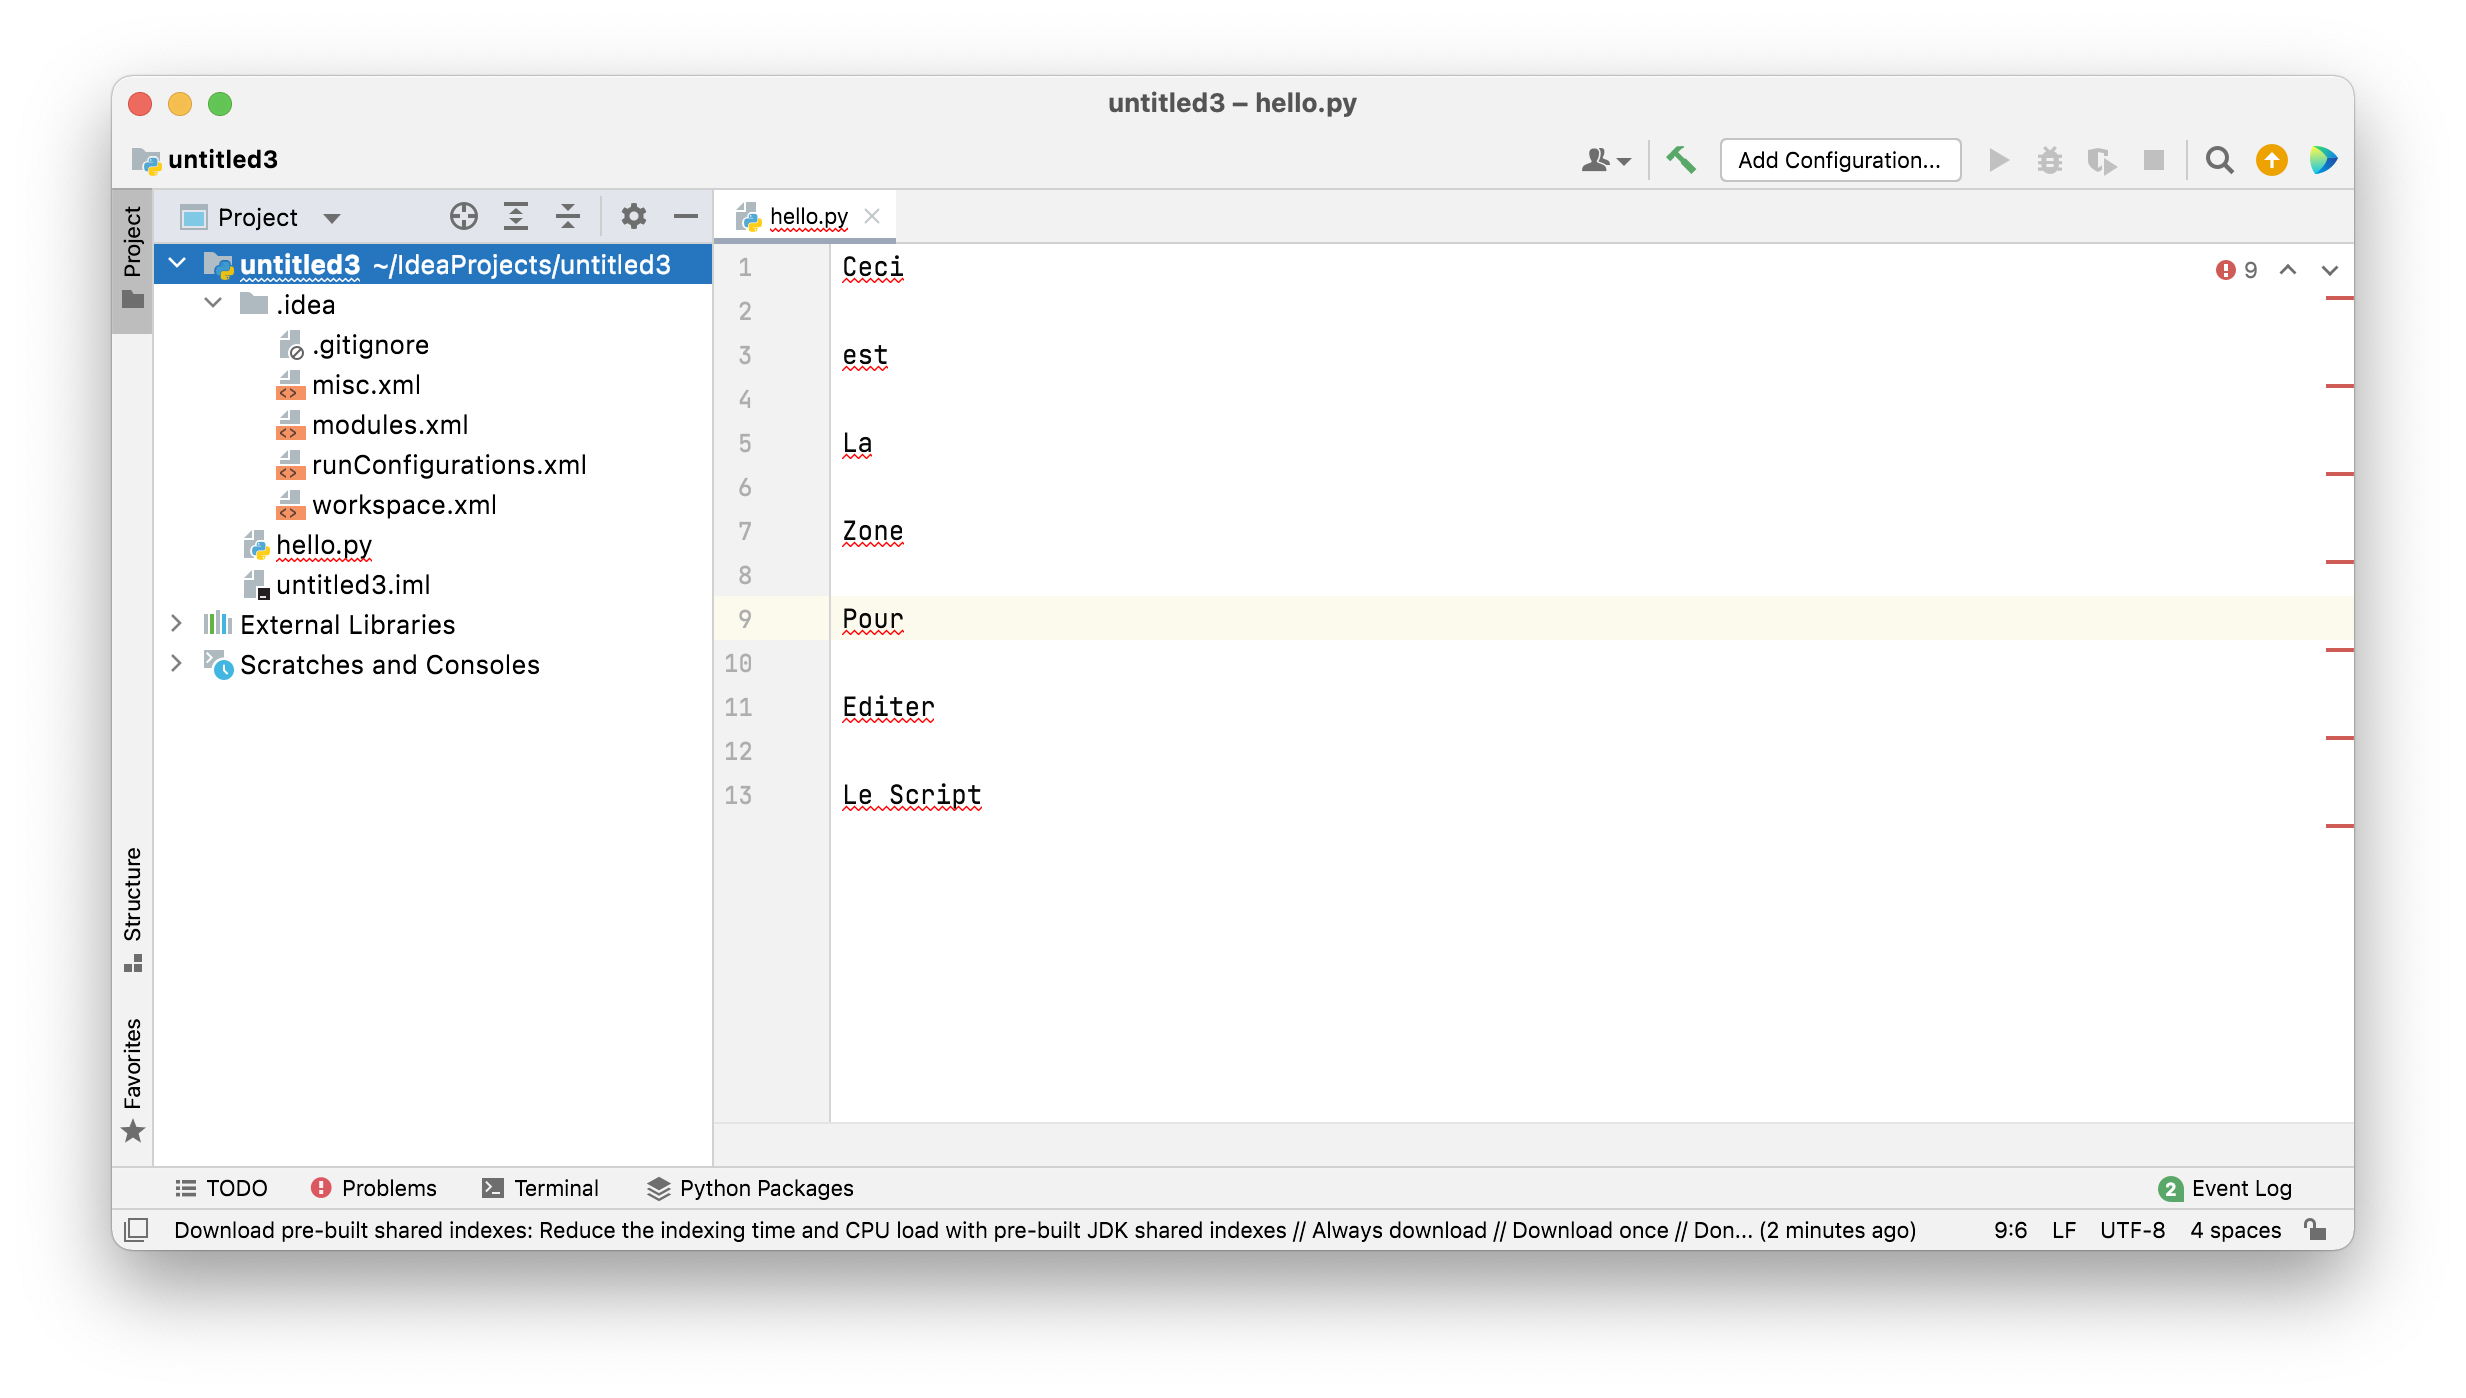 untitled3 – hello.py
untitled3
Add Configuration...
Project
Project
hello.py
untitled3 ~/IdeaProjects/untitled3
.idea
.gitignore
misc.xml
modules.xml
runConfigurations.xml
workspace.xml
hello.py
untitled3.iml
External Libraries
Scratches and Consoles
1 Ceci
2
3 est
4
5 La
6
7 Zone
8
9 Pour
10
11 Editer
12
13 Le Script
9
Structure
Favorites
TODO Problems Terminal Python Packages 2 Event Log
Download pre-built shared indexes: Reduce the indexing time and CPU load with pre-built JDK shared indexes // Always download // Download once // Don... (2 minutes ago) 9:6 LF UTF-8 4 spaces